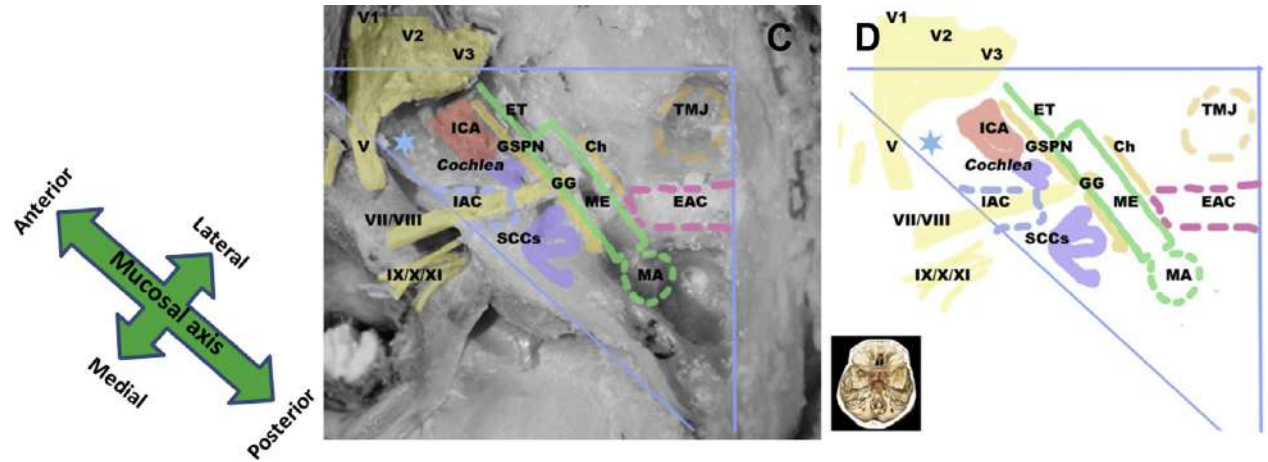 Anterior
Lateral
Mucosal axis
Medial
Posterior
C
V1
V2
V3
ET
TMJ
ICA
GSPN
Ch
V
Cochlea
GG
IAC
ME
EAC
VII/VIII
SCCs
IX/X/XI
MA
D
V1
V2
V3
ET
TMJ
ICA
GSPN
Ch
V
Cochlea
GG
IAC
ME
EAC
VII/VIII
SCCs
IX/X/XI
MA